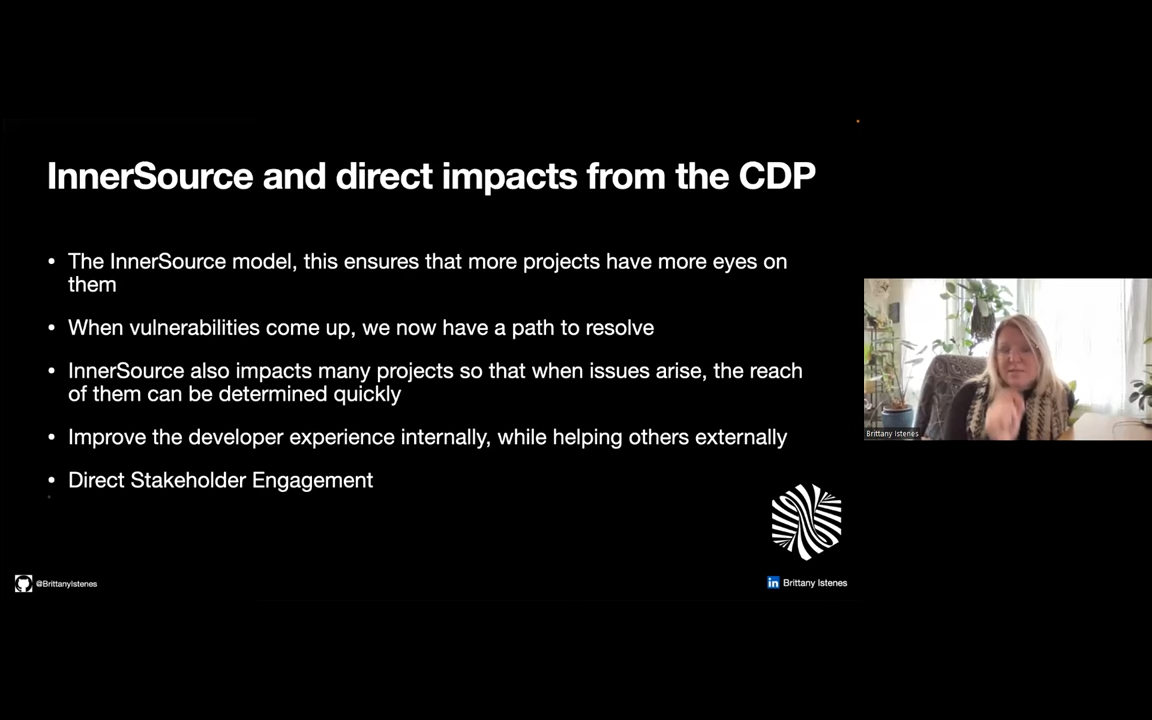 InnerSource and direct impacts from the CDP
• The InnerSource model, this ensures that more projects have more eyes on
them
• When vulnerabilities come up, we now have a path to resolve
• InnerSource also impacts many projects so that when issues arise, the reach
of them can be determined quickly
• Improve the developer experience internally, while helping others externally
• Direct Stakeholder Engagement
Brittany Istenes
@BrittanyIstenes
in Brittany Istenes